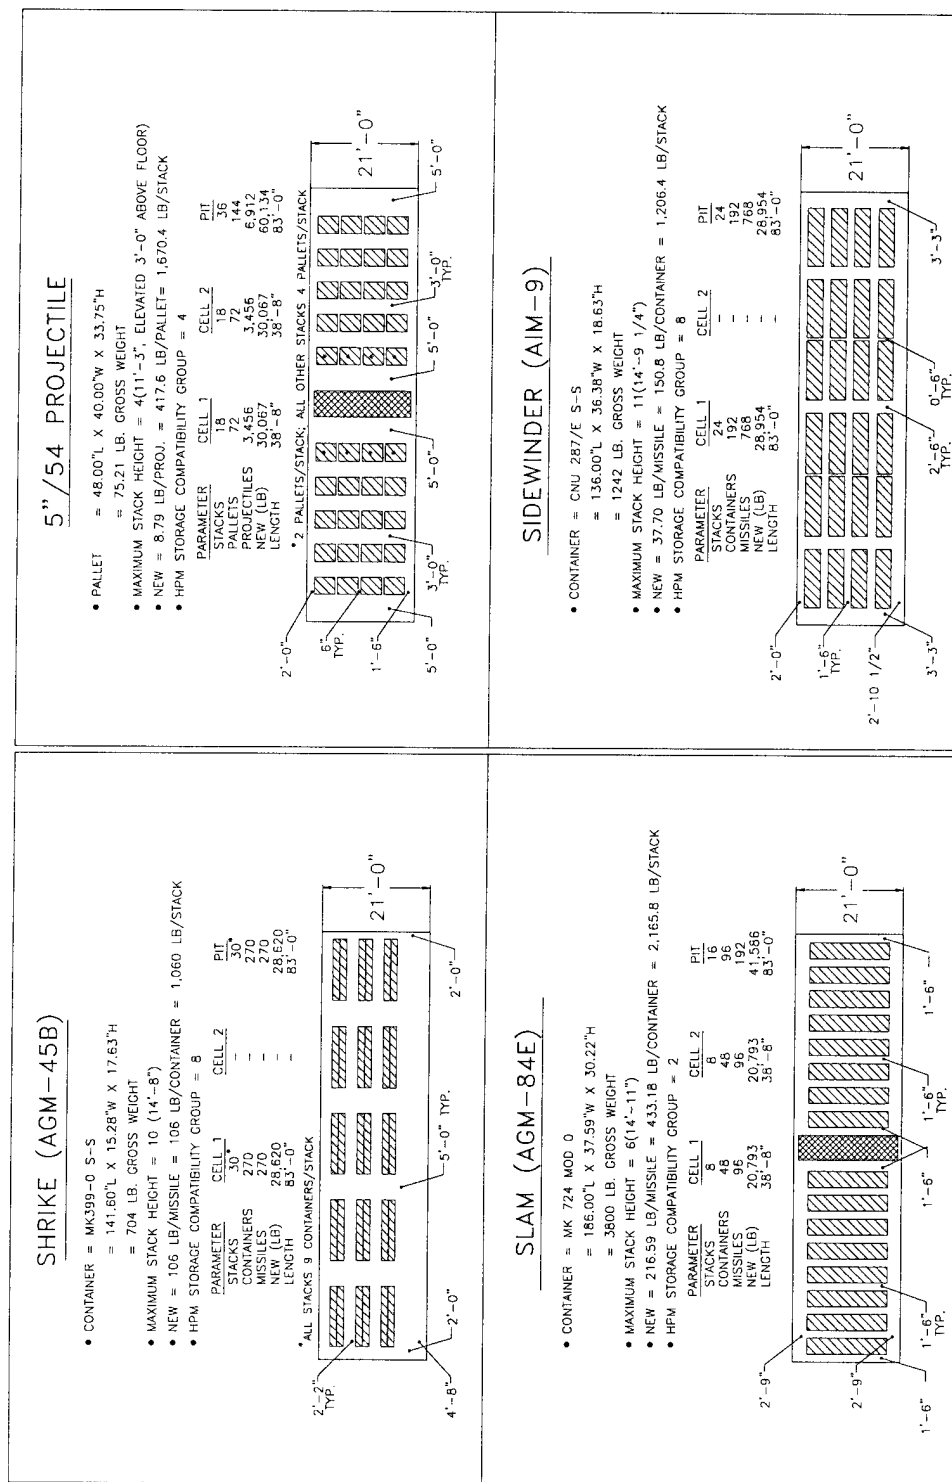 SHRIKE (AGM-45B)
• CONTAINER = MK399-0 S-S
= 141.60"L X 15.28"W X 17.63"H
= 704 LB. GROSS WEIGHT
• MAXIMUM STACK HEIGHT = 10 (14'-8")
• NEW = 106 LB/MISSILE = 106 LB/CONTAINER = 1,060 LB/STACK
• HPM STORAGE COMPATIBILITY GROUP = 8
PARAMETER CELL 1 CELL 2 PIT
STACKS 30* – 30*
CONTAINERS 270 – 270
MISSILES 270 – 270
NEW (LB) 28,620 – 28,620
LENGTH 83'-0" – 83'-0"
*ALL STACKS 9 CONTAINERS/STACK
2'-2"
TYP.
21'-0"
4'-8"
2'-0"
5'-0" TYP.
2'-0"
5"/54 PROJECTILE
• PALLET = 48.00"L X 40.00"W X 33.75"H
= 75.21 LB. GROSS WEIGHT
• MAXIMUM STACK HEIGHT = 4(11'-3", ELEVATED 3'-0" ABOVE FLOOR)
• NEW = 8.79 LB/PROJ. = 417.6 LB/PALLET= 1,670.4 LB/STACK
• HPM STORAGE COMPATIBILITY GROUP = 4
PARAMETER CELL 1 CELL 2 PIT
STACKS 18 18 36
PALLETS 72 72 144
PROJECTILES 3,456 3,456 6,912
NEW (LB) 30,067 30,067 60,134
LENGTH 38'-8" 38'-8" 83'-0"
*2 PALLETS/STACK; ALL OTHER STACKS 4 PALLETS/STACK
2'-0"
6"
TYP.
1'-6"
21'-0"
5'-0"
3'-0"
TYP.
5'-0"
5'-0"
3'-0"
TYP.
5'-0"
SLAM (AGM-84E)
• CONTAINER = MK 724 MOD 0
= 186.00"L X 37.59"W X 30.22"H
= 3800 LB. GROSS WEIGHT
• MAXIMUM STACK HEIGHT = 6(14'-11")
• NEW = 216.59 LB/MISSILE = 433.18 LB/CONTAINER = 2,165.8 LB/STACK
• HPM STORAGE COMPATIBILITY GROUP = 2
PARAMETER CELL 1 CELL 2 PIT
STACKS 8 8 16
CONTAINERS 48 48 96
MISSILES 96 96 192
NEW (LB) 20,793 20,793 41,586
LENGTH 38'-8" 38'-8" 83'-0"
2'-9"
21'-0"
2'-9"
1'-6"
1'-6"
TYP.
1'-6"
1'-6"
TYP.
1'-6"
SIDEWINDER (AIM-9)
• CONTAINER = CNU 287/E S-S
= 136.00"L X 36.38"W X 18.63"H
= 1242 LB. GROSS WEIGHT
• MAXIMUM STACK HEIGHT = 11(14'-9 1/4")
• NEW = 37.70 LB/MISSILE = 150.8 LB/CONTAINER = 1,206.4 LB/STACK
• HPM STORAGE COMPATIBILITY GROUP = 8
PARAMETER CELL 1 CELL 2 PIT
STACKS 24 – 24
CONTAINERS 192 – 192
MISSILES 768 – 768
NEW (LB) 28,954 – 28,954
LENGTH 83'-0" – 83'-0"
2'-0"
1'-6"
TYP.
2'-10 1/2"
21'-0"
3'-3"
2'-6"
TYP.
0'-6"
TYP.
3'-3"